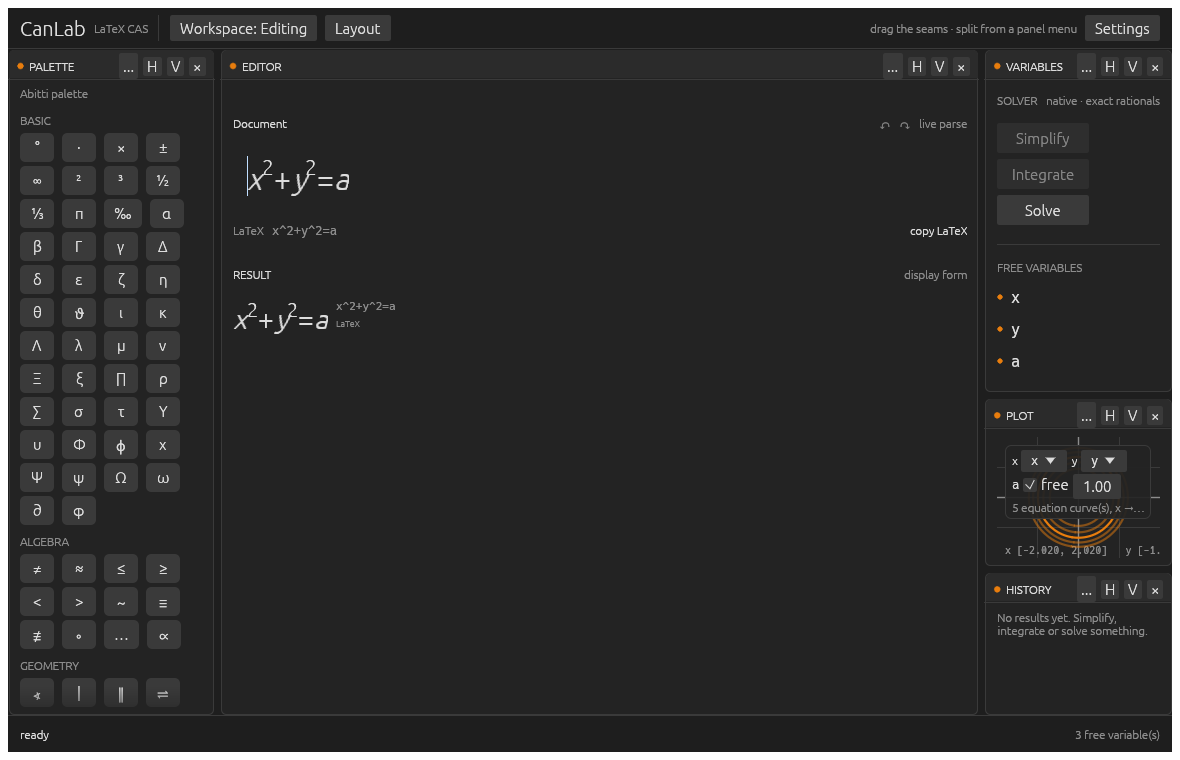 CanLab LaTeX CAS Workspace: Editing Layout drag the seams · split from a panel menu Settings
PALETTE ... H V ×
Abitti palette
BASIC
° · × ±
∞ ² ³ ½
⅓ π ‰ α
β Γ γ Δ
δ ε ζ η
θ ϑ ι κ
Λ λ μ ν
Ξ ξ ∏ ρ
∑ σ τ Υ
υ Φ ϕ χ
Ψ ψ Ω ω
∂ φ
ALGEBRA
≠ ≈ ≤ ≥
< > ~ ≡
≢ ∘ … ∝
GEOMETRY
∢ | ∥ ⇌
EDITOR ... H V ×
Document ↶ ↷ live parse
x²+y²=a
LaTeX x^2+y^2=a copy LaTeX
RESULT display form
x²+y²=a x^2+y^2=a
LaTeX
VARIABLES ... H V ×
SOLVER native · exact rationals
Simplify
Integrate
Solve
FREE VARIABLES
x
y
a
PLOT ... H V ×
x x y y
a free 1.00
5 equation curve(s), x →…
x [-2.020, 2.020] y [-1.
HISTORY ... H V ×
No results yet. Simplify,
integrate or solve something.
ready 3 free variable(s)